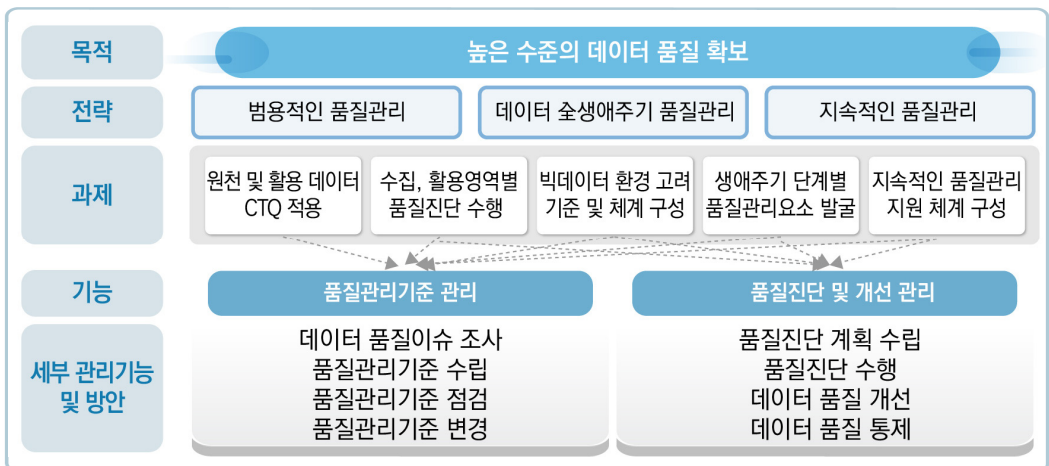 목적
높은 수준의 데이터 품질 확보
전략
범용적인 품질관리
데이터 全생애주기 품질관리
지속적인 품질관리
과제
원천 및 활용 데이터
CTQ 적용
수집, 활용영역별
품질진단 수행
빅데이터 환경 고려
기준 및 체계 구성
생애주기 단계별
품질관리요소 발굴
지속적인 품질관리
지원 체계 구성
기능
품질관리기준 관리
품질진단 및 개선 관리
세부 관리기능
및 방안
데이터 품질이슈 조사
품질관리기준 수립
품질관리기준 점검
품질관리기준 변경
품질진단 계획 수립
품질진단 수행
데이터 품질 개선
데이터 품질 통제